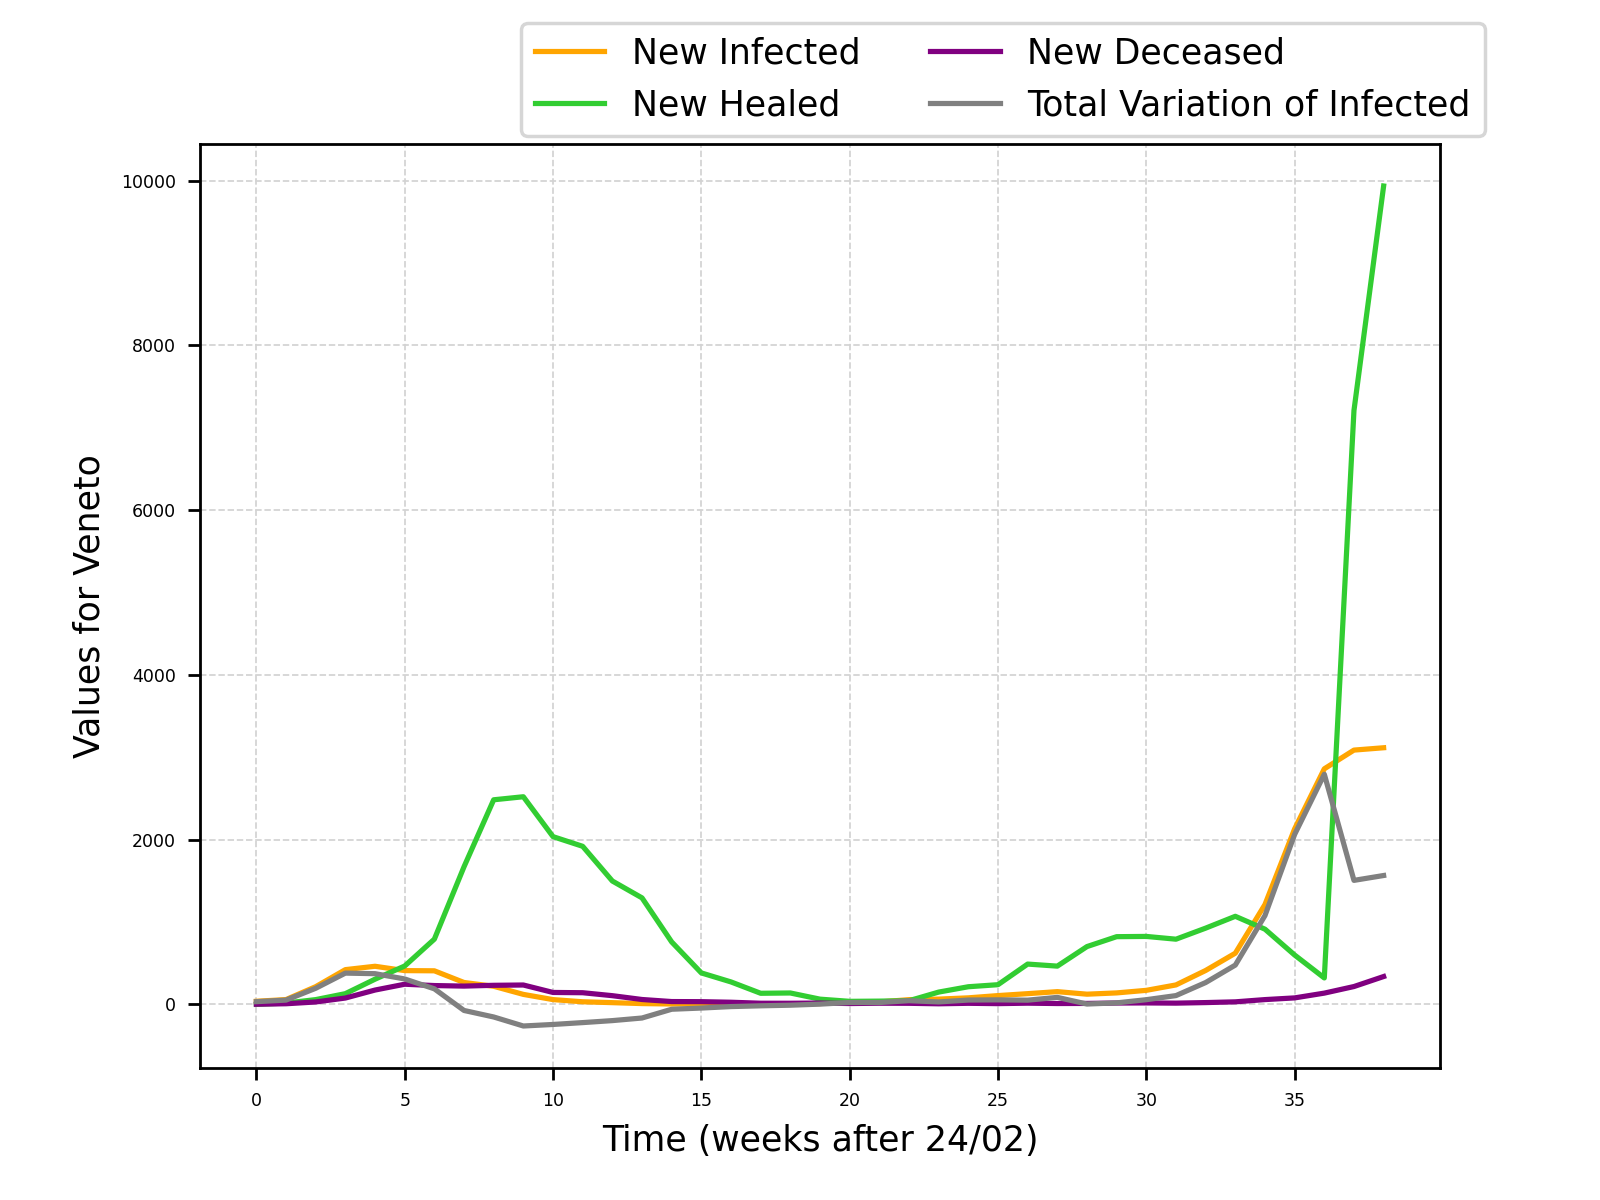 New Infected
New Healed
New Deceased
Total Variation of Infected
10000
8000
6000
4000
2000
0
Values for Veneto
0 5 10 15 20 25 30 35
Time (weeks after 24/02)